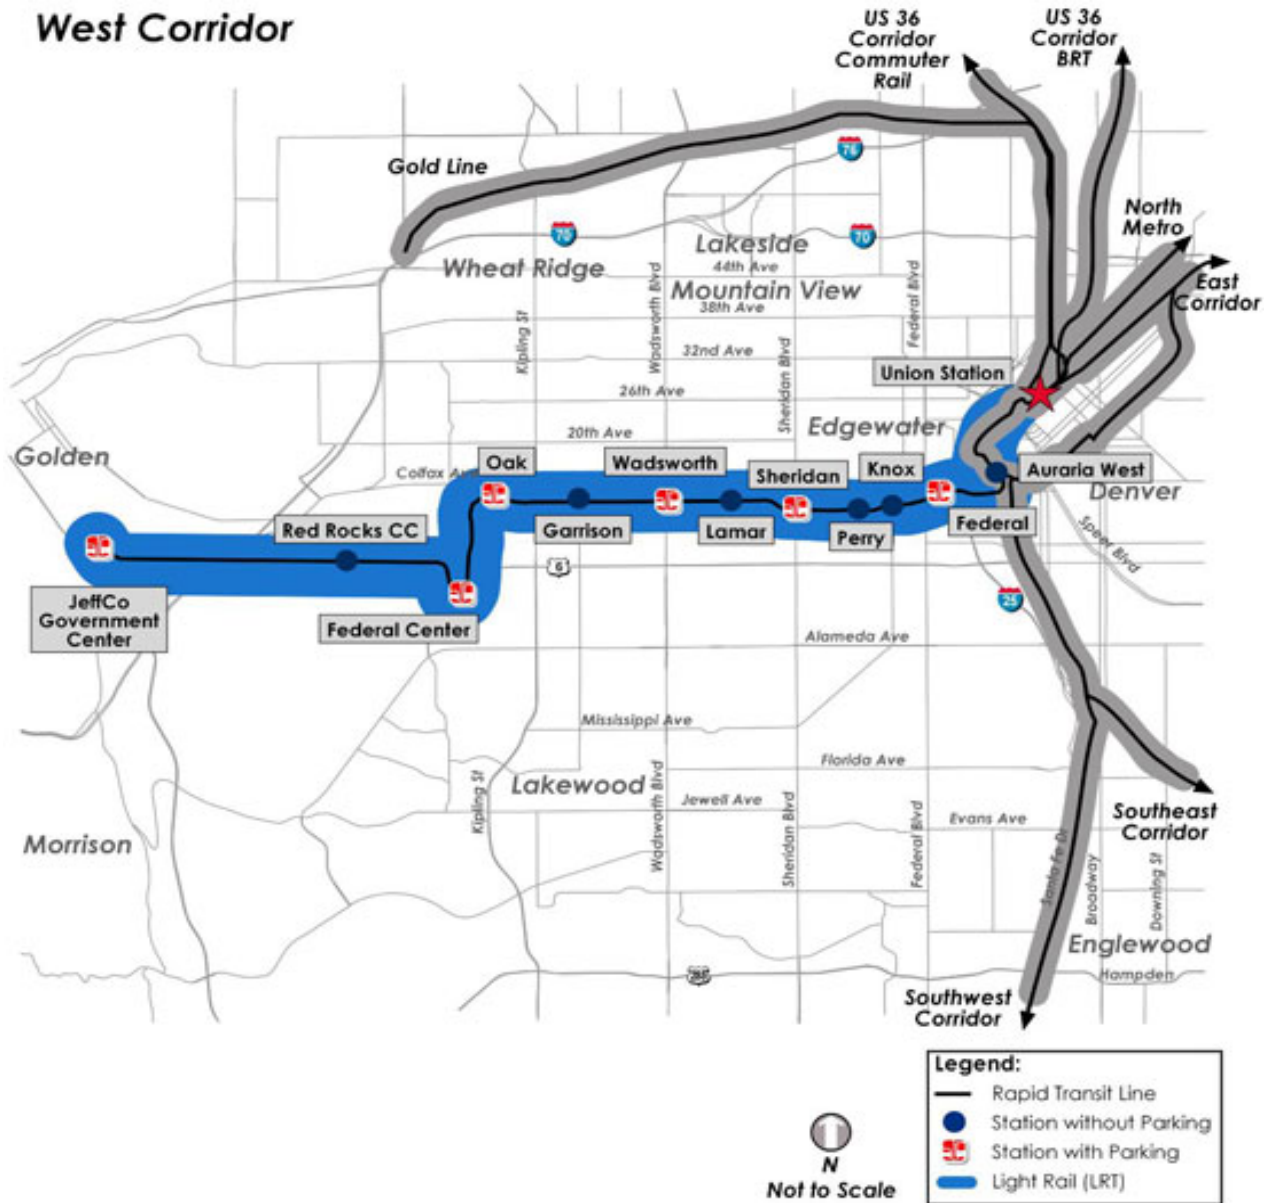 West Corridor
US 36
Corridor
Commuter
Rail
US 36
Corridor
BRT
Gold Line
76
North
Metro
70
70
Lakeside
Wheat Ridge
44th Ave
East
Corridor
Mountain View
38th Ave
Kipling St
Wadsworth Blvd
Sheridan Blvd
Federal Blvd
32nd Ave
Union Station
26th Ave
20th Ave
Edgewater
Golden
Colfax Ave
Oak
Wadsworth
Sheridan
Knox
Auraria West
Denver
Red Rocks CC
Garrison
Lamar
Perry
Federal
Speer Blvd
6
25
JeffCo
Government
Center
Federal Center
Alameda Ave
Mississippi Ave
Florida Ave
Lakewood
Jewell Ave
Evans Ave
Southeast
Corridor
Morrison
Kipling St
Wadsworth Blvd
Sheridan Blvd
Federal Blvd
Santa Fe Dr
Broadway
Downing St
Englewood
Hampden
285
Southwest
Corridor
Legend:
Rapid Transit Line
Station without Parking
Station with Parking
Light Rail (LRT)
N
Not to Scale